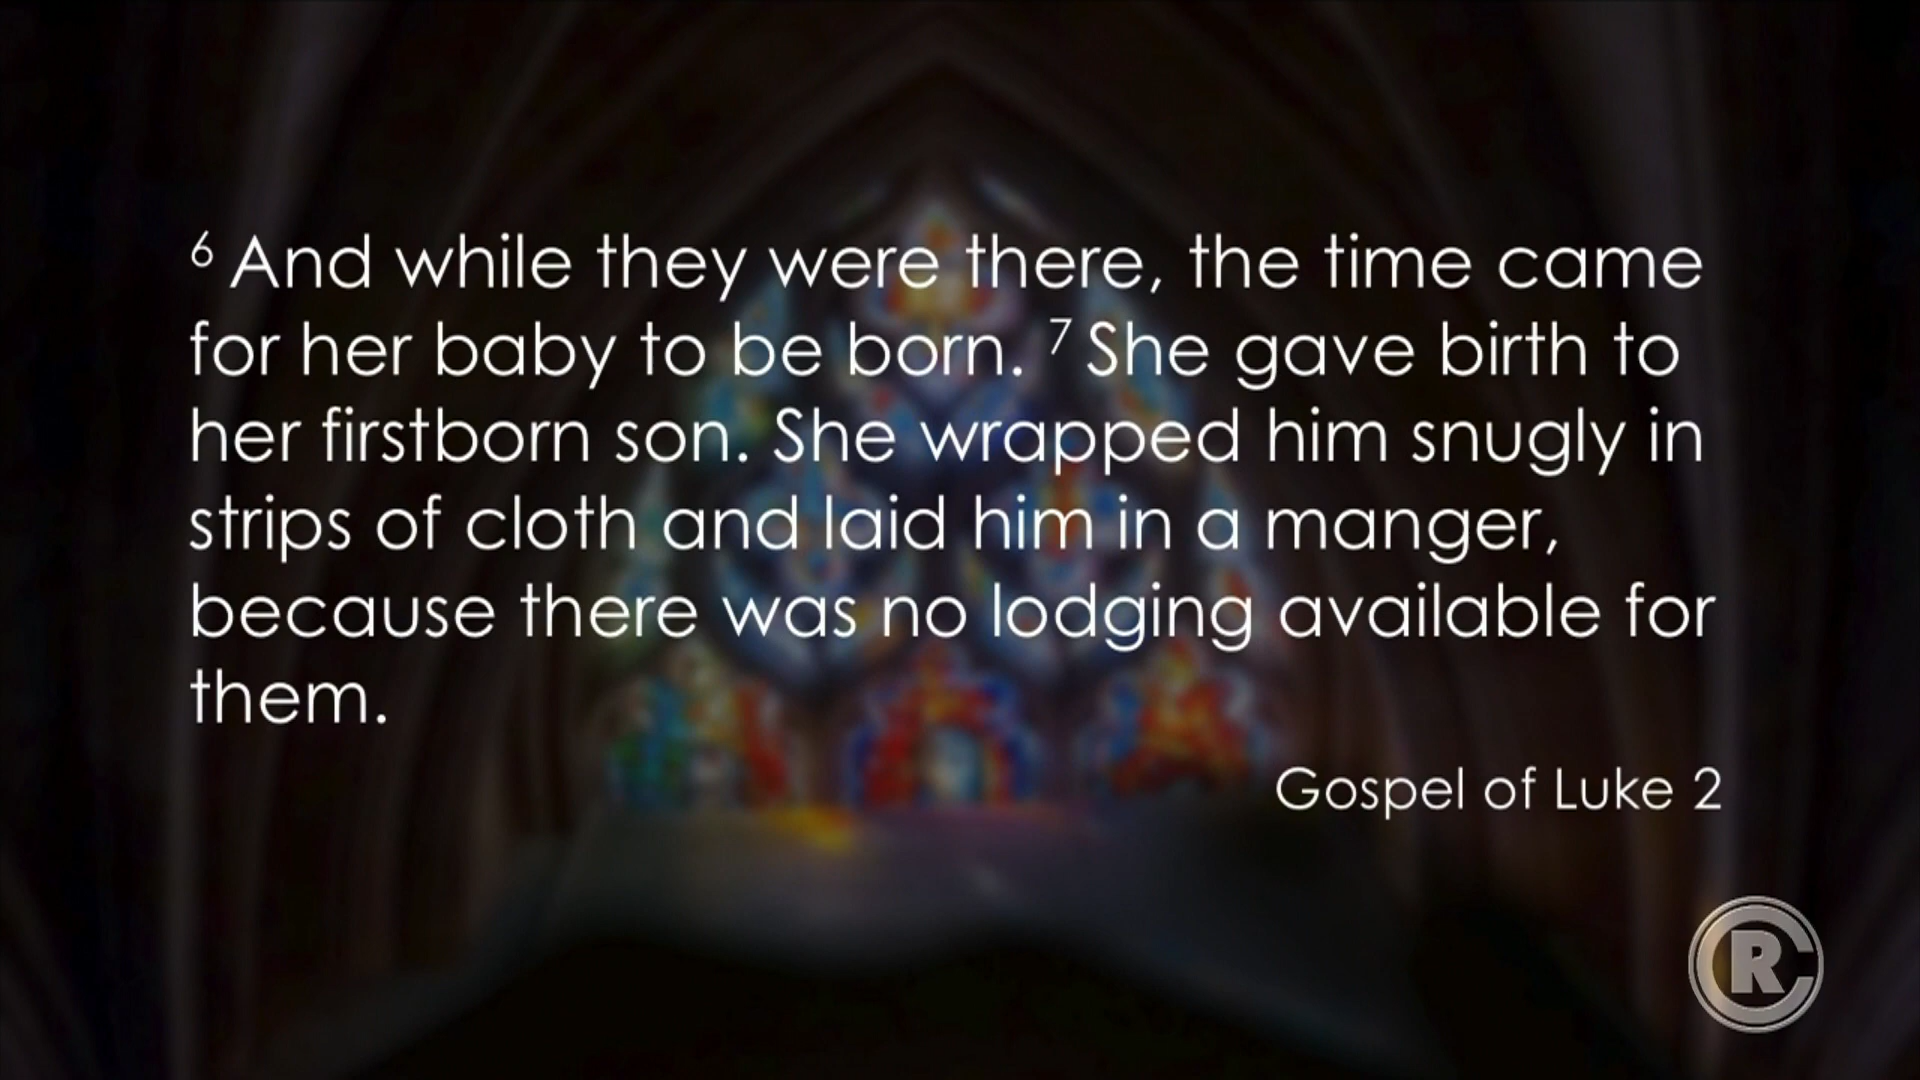 6 And while they were there, the time came
for her baby to be born. 7 She gave birth to
her firstborn son. She wrapped him snugly in
strips of cloth and laid him in a manger,
because there was no lodging available for
them.
Gospel of Luke 2
RC